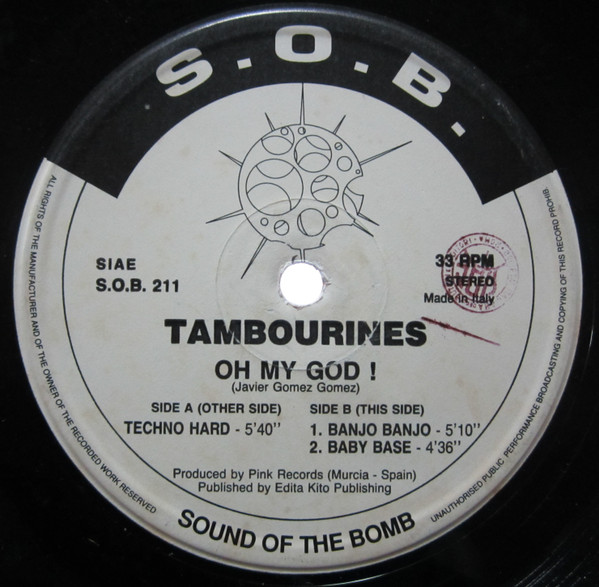 S.O.B.
SIAE
S.O.B. 211
33 RPM
STEREO
Made in Italy
TAMBOURINES
OH MY GOD !
(Javier Gomez Gomez)
SIDE A (OTHER SIDE)
TECHNO HARD - 5'40''
SIDE B (THIS SIDE)
1. BANJO BANJO - 5'10''
2. BABY BASE - 4'36''
Produced by Pink Records (Murcia - Spain)
Published by Edita Kito Publishing
SOUND OF THE BOMB
ALL RIGHTS OF THE MANUFACTURER AND OF THE OWNER OF THE RECORDED WORK RESERVED
UNAUTHORISED PUBLIC PERFORMANCE BROADCASTING AND COPYING OF THIS RECORD PROHIB.